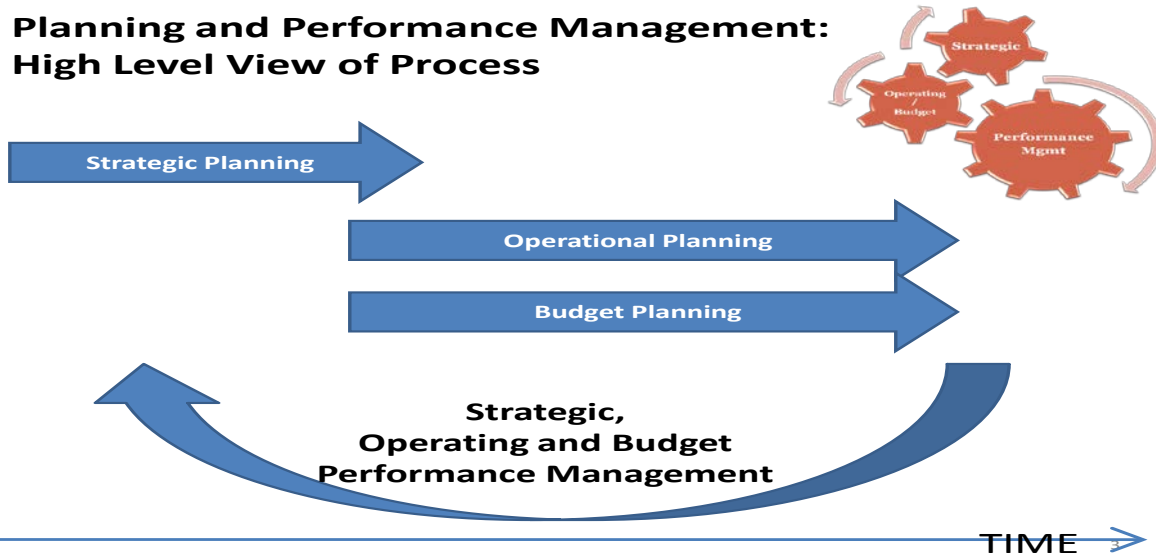 Planning and Performance Management:
High Level View of Process
Strategic
Operating
/
Budget
Performance
Mgmt
Strategic Planning
Operational Planning
Budget Planning
Strategic,
Operating and Budget
Performance Management
TIME
3